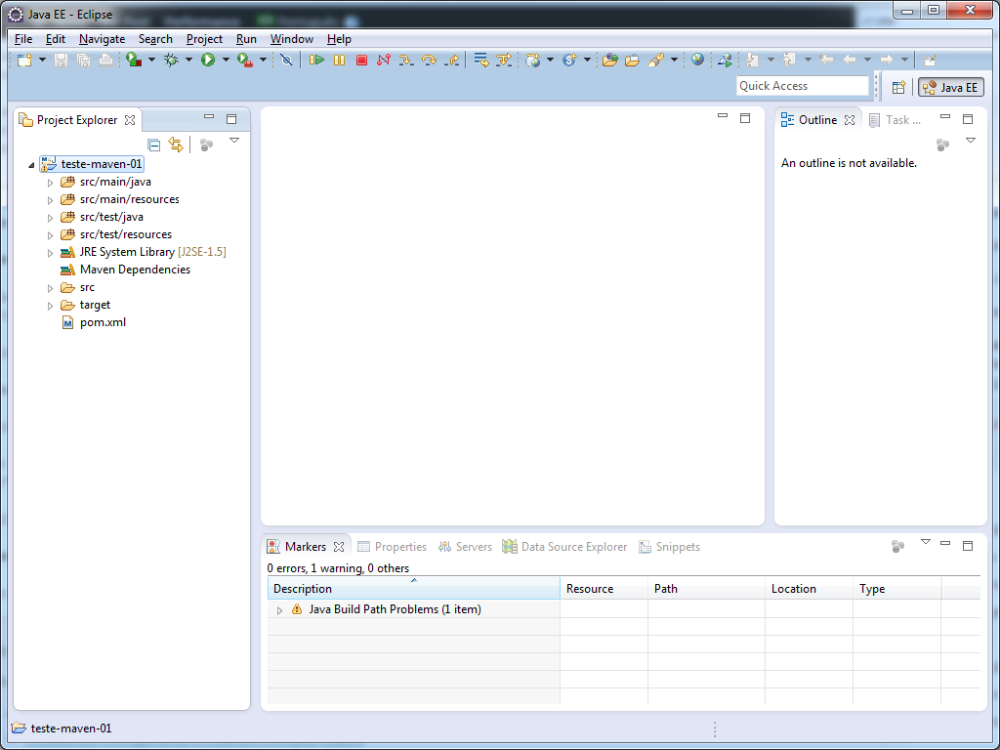 Java EE - Eclipse
File Edit Navigate Search Project Run Window Help
Quick Access
Java EE
Project Explorer
teste-maven-01
src/main/java
src/main/resources
src/test/java
src/test/resources
JRE System Library [J2SE-1.5]
Maven Dependencies
src
target
pom.xml
Outline Task ...
An outline is not available.
Markers Properties Servers Data Source Explorer Snippets
0 errors, 1 warning, 0 others
Description Resource Path Location Type
Java Build Path Problems (1 item)
teste-maven-01